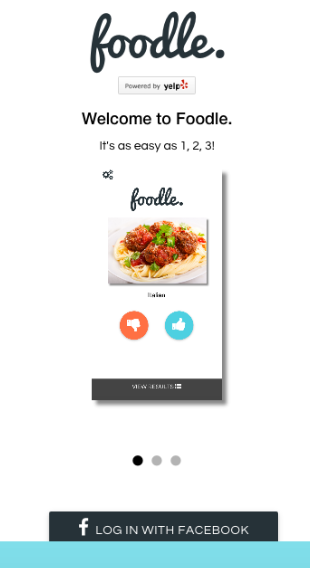 foodle.
Powered by yelp
Welcome to Foodle.
It's as easy as 1, 2, 3!
foodle.
Italian
VIEW RESULTS
LOG IN WITH FACEBOOK